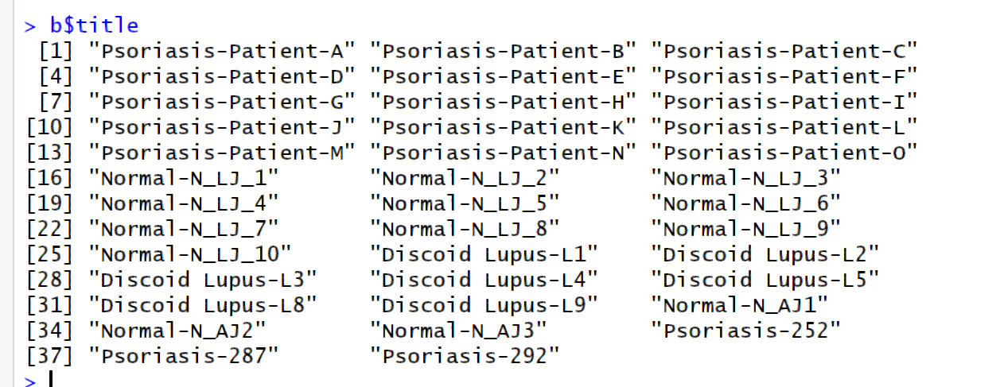 > b$title
[1] "Psoriasis-Patient-A" "Psoriasis-Patient-B" "Psoriasis-Patient-C"
[4] "Psoriasis-Patient-D" "Psoriasis-Patient-E" "Psoriasis-Patient-F"
[7] "Psoriasis-Patient-G" "Psoriasis-Patient-H" "Psoriasis-Patient-I"
[10] "Psoriasis-Patient-J" "Psoriasis-Patient-K" "Psoriasis-Patient-L"
[13] "Psoriasis-Patient-M" "Psoriasis-Patient-N" "Psoriasis-Patient-O"
[16] "Normal-N_LJ_1" "Normal-N_LJ_2" "Normal-N_LJ_3"
[19] "Normal-N_LJ_4" "Normal-N_LJ_5" "Normal-N_LJ_6"
[22] "Normal-N_LJ_7" "Normal-N_LJ_8" "Normal-N_LJ_9"
[25] "Normal-N_LJ_10" "Discoid Lupus-L1" "Discoid Lupus-L2"
[28] "Discoid Lupus-L3" "Discoid Lupus-L4" "Discoid Lupus-L5"
[31] "Discoid Lupus-L8" "Discoid Lupus-L9" "Normal-N_AJ1"
[34] "Normal-N_AJ2" "Normal-N_AJ3" "Psoriasis-252"
[37] "Psoriasis-287" "Psoriasis-292"
>